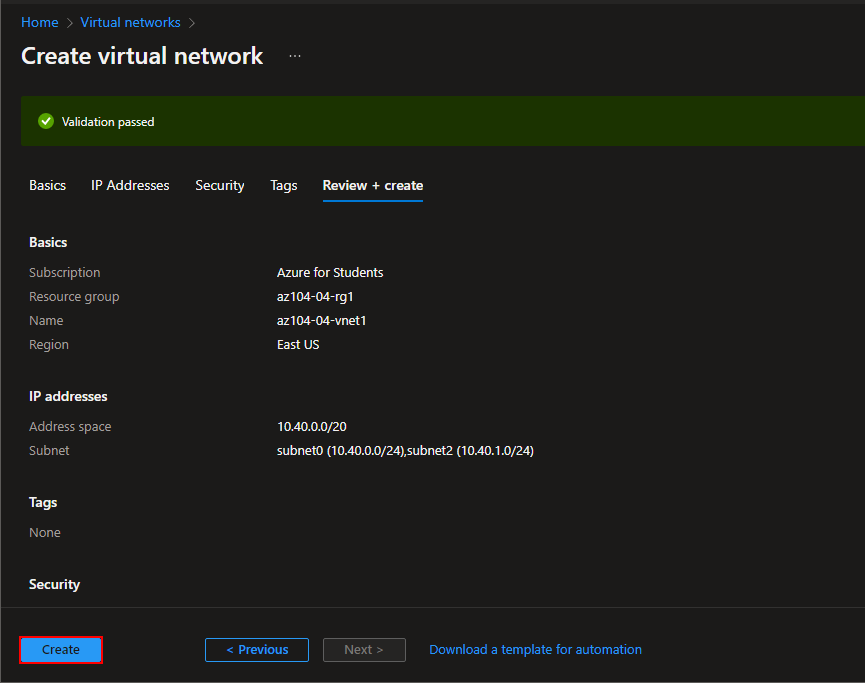 Home > Virtual networks >
Create virtual network ...
Validation passed
Basics IP Addresses Security Tags Review + create
Basics
Subscription Azure for Students
Resource group az104-04-rg1
Name az104-04-vnet1
Region East US
IP addresses
Address space 10.40.0.0/20
Subnet subnet0 (10.40.0.0/24),subnet2 (10.40.1.0/24)
Tags
None
Security
Create < Previous Next > Download a template for automation